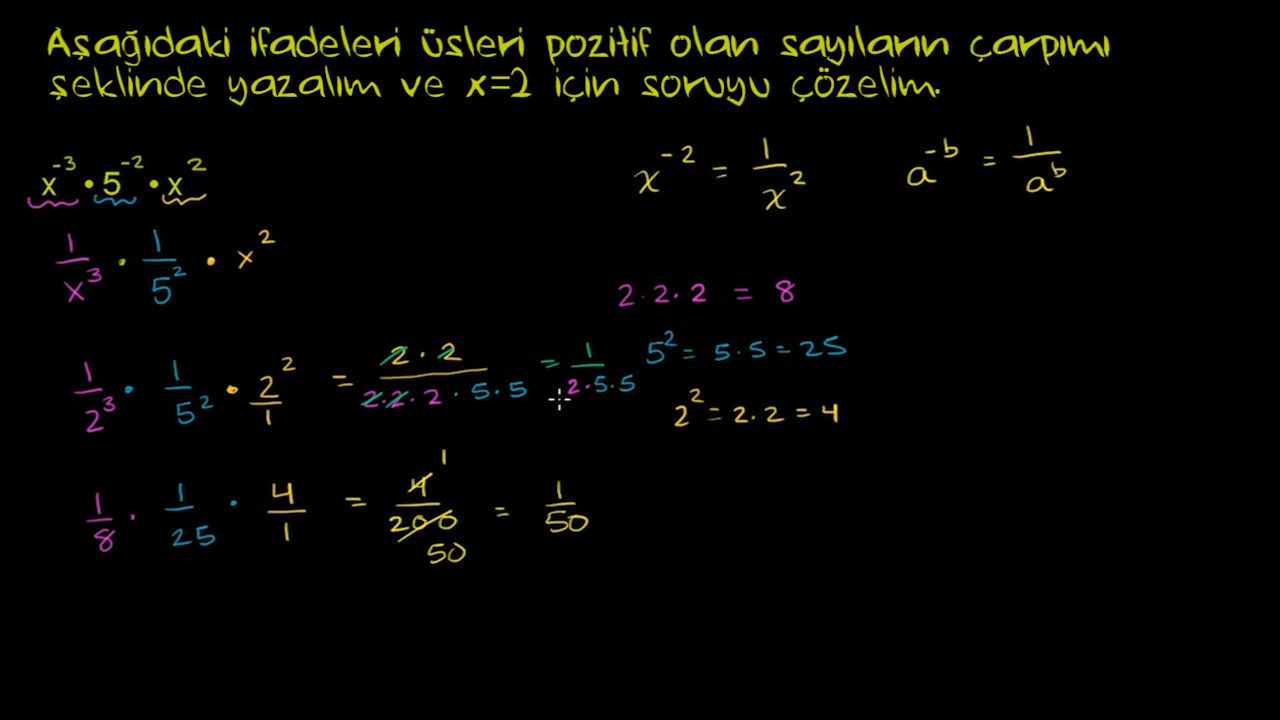 Aşağıdaki ifadeleri üsleri pozitif olan sayıların çarpımı
şeklinde yazalım ve x=2 için soruyu çözelim.
x⁻³ · 5⁻² · x²
x⁻² = 1/x²
a⁻ᵇ = 1/aᵇ
1/x³ · 1/5² · x²
2 · 2 · 2 = 8
1/2³ · 1/5² · 2²/1 = 2 · 2/2 · 2 · 2 · 5 · 5 = 1/2 · 5 · 5
5² = 5 · 5 = 25
2² = 2 · 2 = 4
1/8 · 1/25 · 4/1 = 4/200 = 1/50
1
50